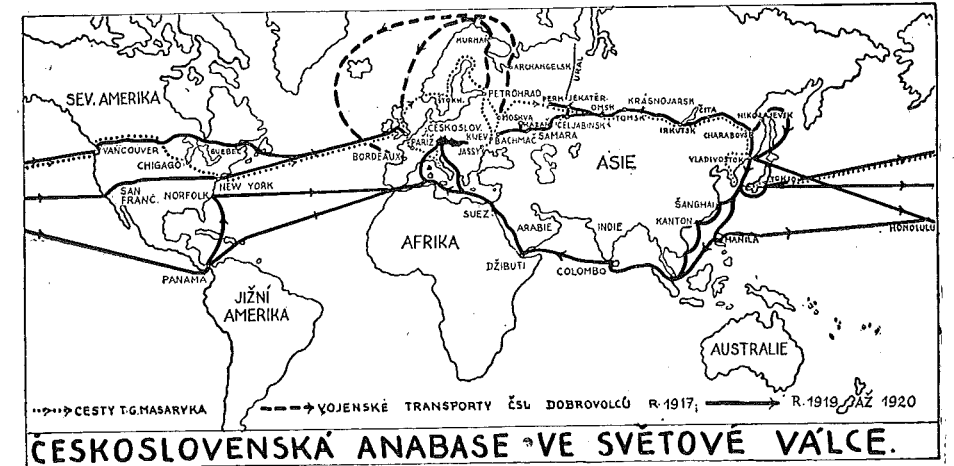 MURMAN
ARCHANGELSK
URAL
SEV. AMERIKA
STOKH.
PETROHRAD
MOSKVA
PERM
JEKATĚR.
KAZAŇ
ČELJABINSK
OMSK
TOMSK
KRASNOJARSK
IRKUTSK
ČITA
NIKOLAJEVSK
CHARABOVS
VANCOUVER
QUEBEC
CHIGAGO
PAŘÍŽ
ČESKOSLOV.
KIJEV
BACHMAČ
SAMARA
BORDEAUX
JASSY
ASIE
VLADIVOSTOK
TOKJO
SAN
FRANC.
NORFOLK
NEW YORK
SUEZ
ARABIE
INDIE
ŠANGHAI
KANTON
MANILA
HONOLULU
AFRIKA
PANAMA
DŽIBUTI
COLOMBO
JIŽNÍ
AMERIKA
AUSTRALIE
CESTY T.G.MASARYKA VOJENSKÉ TRANSPORTY ČSL DOBROVOLCŮ R.1917; R.1919 AŽ 1920
ČESKOSLOVENSKÁ ANABASE VE SVĚTOVÉ VÁLCE.